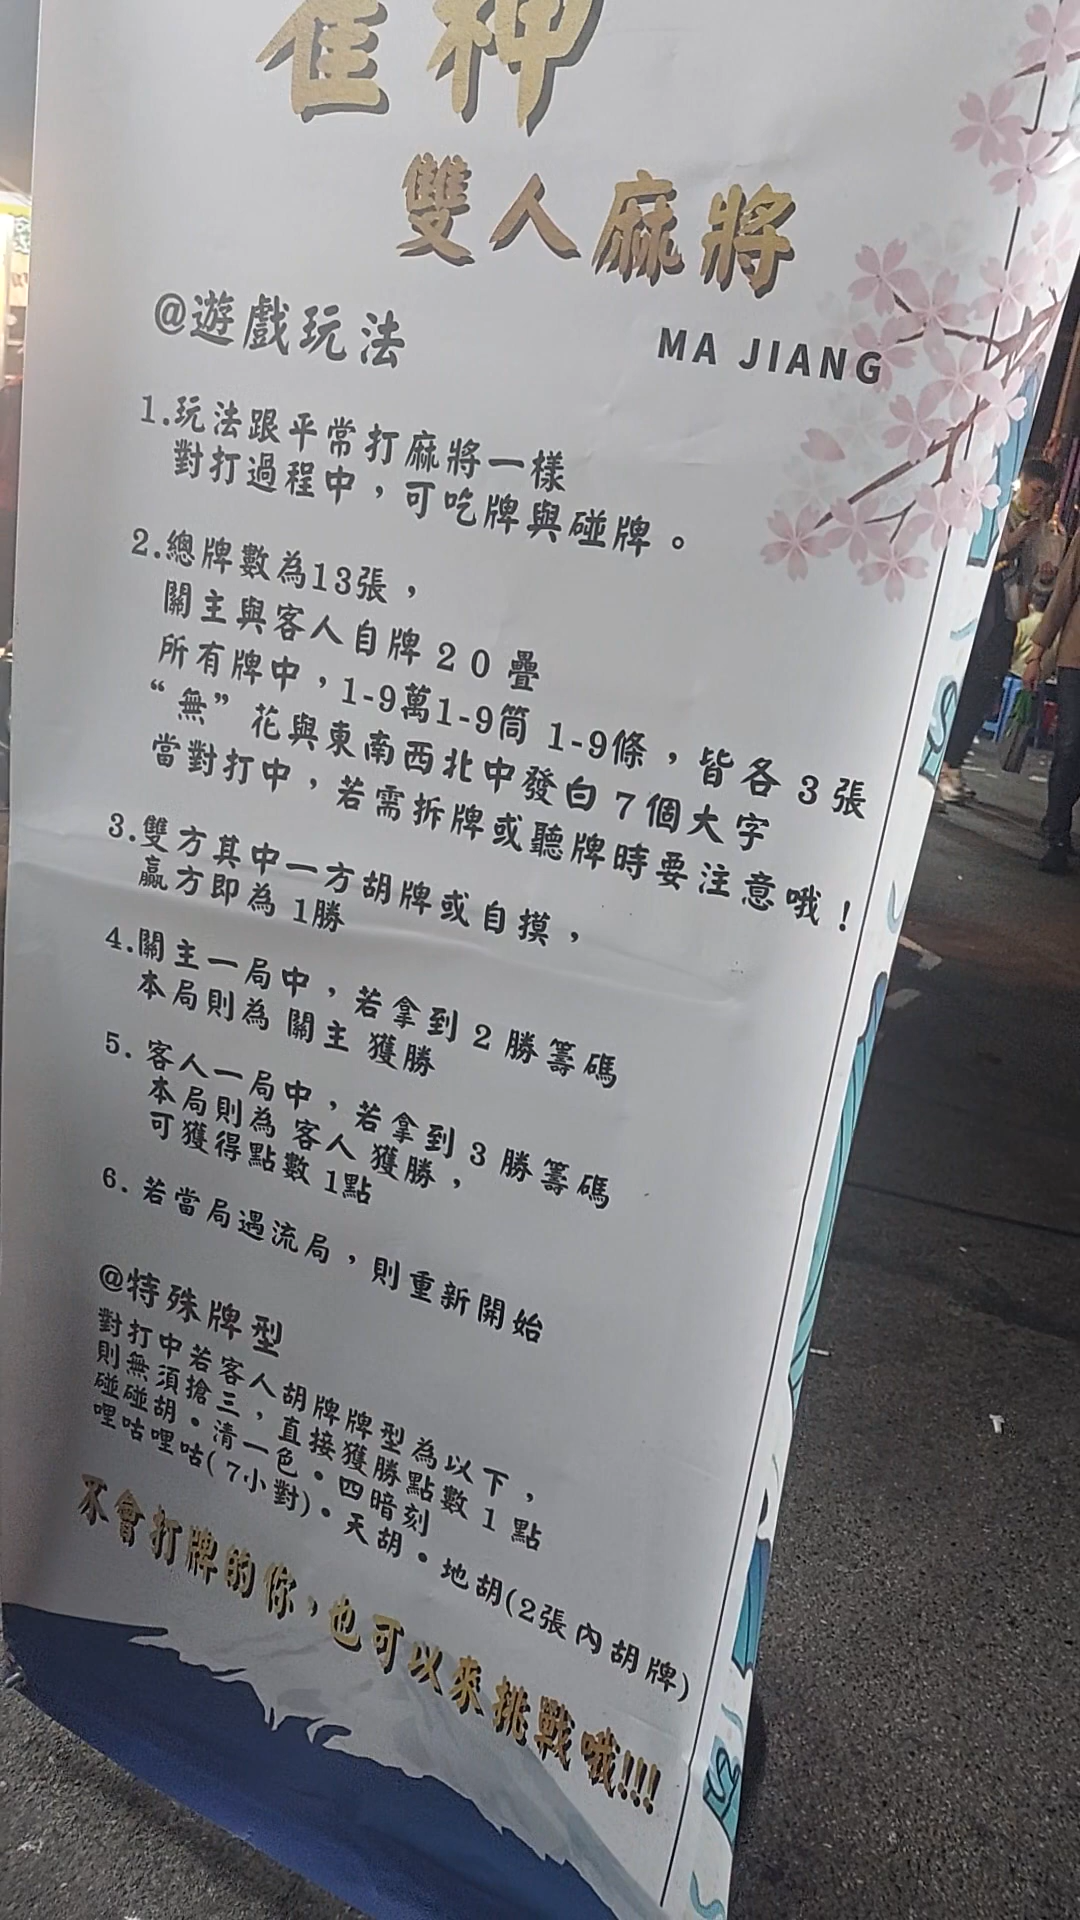 雀神
雙人麻將
MA JIANG
@遊戲玩法
1.玩法跟平常打麻將一樣
對打過程中，可吃牌與碰牌。
2.總牌數為13張，
關主與客人自牌20疊
所有牌中，1-9萬1-9筒 1-9條，皆各3張
“無”花與東南西北中發白7個大字
當對打中，若需拆牌或聽牌時要注意哦！
3.雙方其中一方胡牌或自摸，
贏方即為 1勝
4.關主一局中，若拿到2勝籌碼
本局則為 關主 獲勝
5.客人一局中，若拿到3勝籌碼
本局則為 客人 獲勝，
可獲得點數 1點
6.若當局遇流局，則重新開始
@特殊牌型
對打中若客人胡牌牌型為以下，
則無須搶三，直接獲勝點數1點
碰碰胡。清一色。四暗刻
哩咕哩咕(7小對)。天胡。地胡(2張內胡牌)
不會打牌的你，也可以來挑戰哦!!!